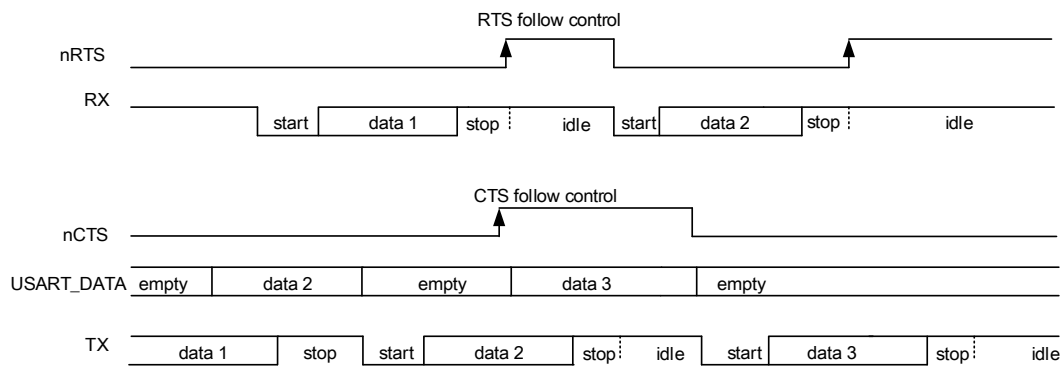 RTS follow control
nRTS
RX
start data 1 stop idle start data 2 stop idle
CTS follow control
nCTS
USART_DATA empty data 2 empty data 3 empty
TX
data 1 stop start data 2 stop idle start data 3 stop idle